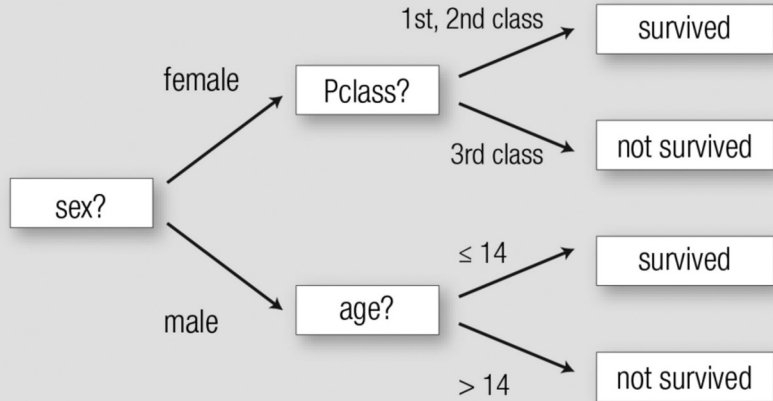 1st, 2nd class
survived
female
Pclass?
3rd class
not survived
sex?
≤ 14
survived
male
age?
> 14
not survived